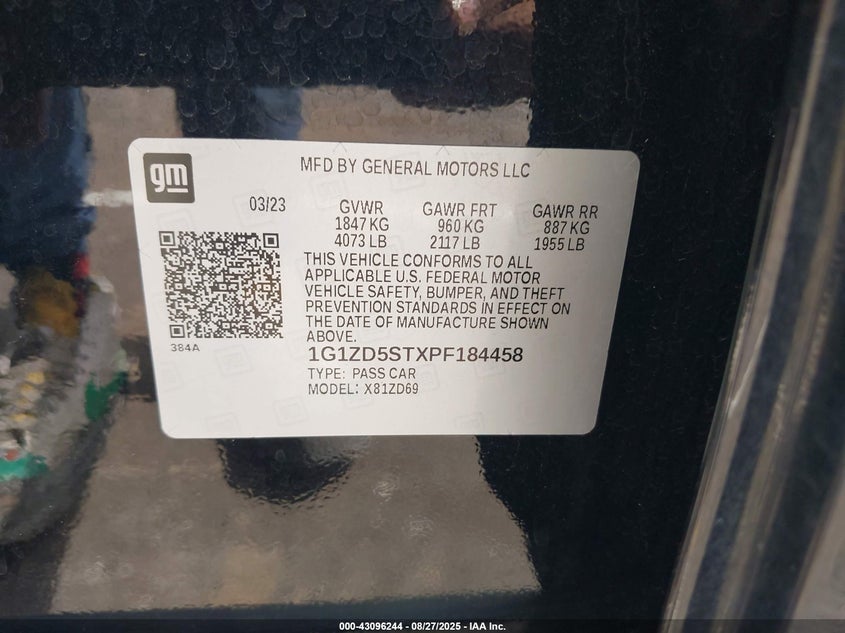 gm
MFD BY GENERAL MOTORS LLC
03/23
GVWR GAWR FRT GAWR RR
1847 KG 960 KG 887 KG
4073 LB 2117 LB 1955 LB
THIS VEHICLE CONFORMS TO ALL
APPLICABLE U.S. FEDERAL MOTOR
VEHICLE SAFETY, BUMPER, AND THEFT
PREVENTION STANDARDS IN EFFECT ON
THE DATE OF MANUFACTURE SHOWN
ABOVE.
384A
1G1ZD5STXPF184458
TYPE: PASS CAR
MODEL: X81ZD69
000-43096244 - 08/27/2025 - IAA Inc.